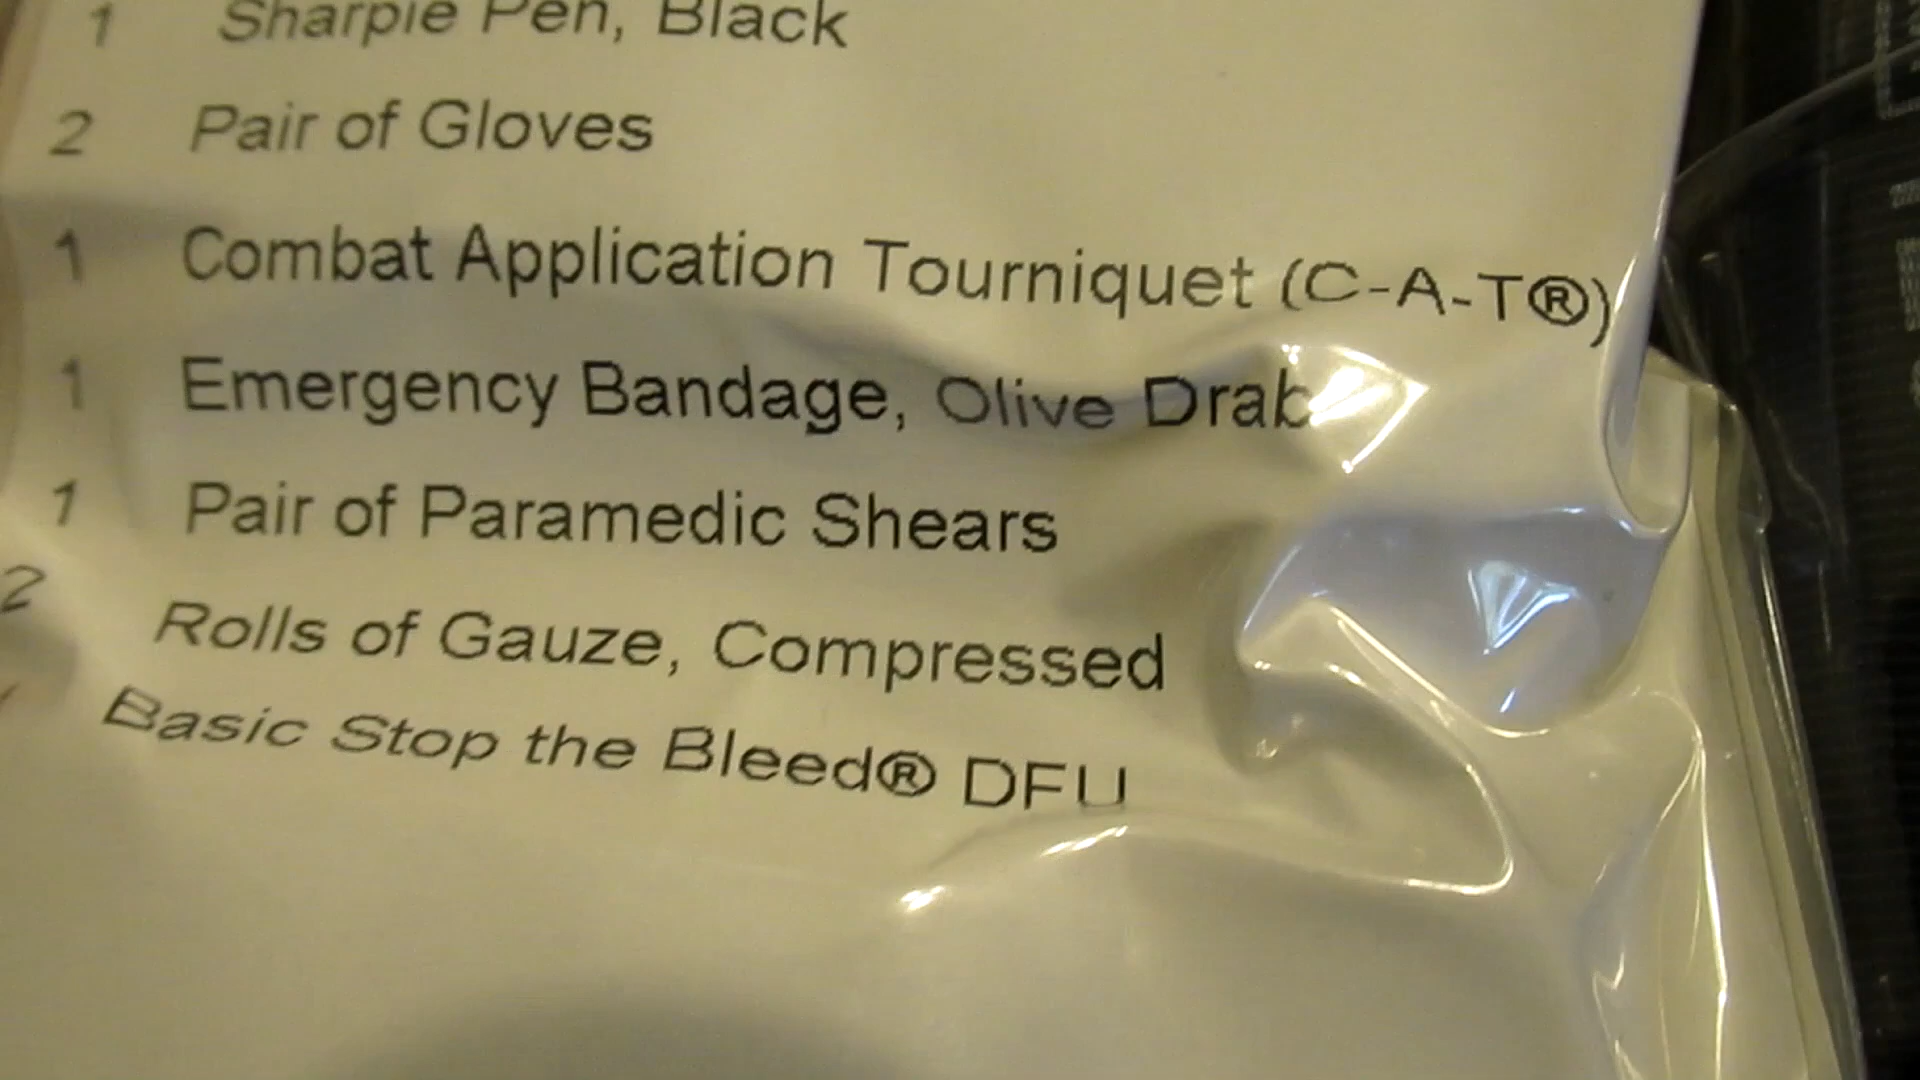 1 Sharpie Pen, Black
2 Pair of Gloves
1 Combat Application Tourniquet (C-A-T®)
1 Emergency Bandage, Olive Drab
1 Pair of Paramedic Shears
2 Rolls of Gauze, Compressed
Basic Stop the Bleed® DFU